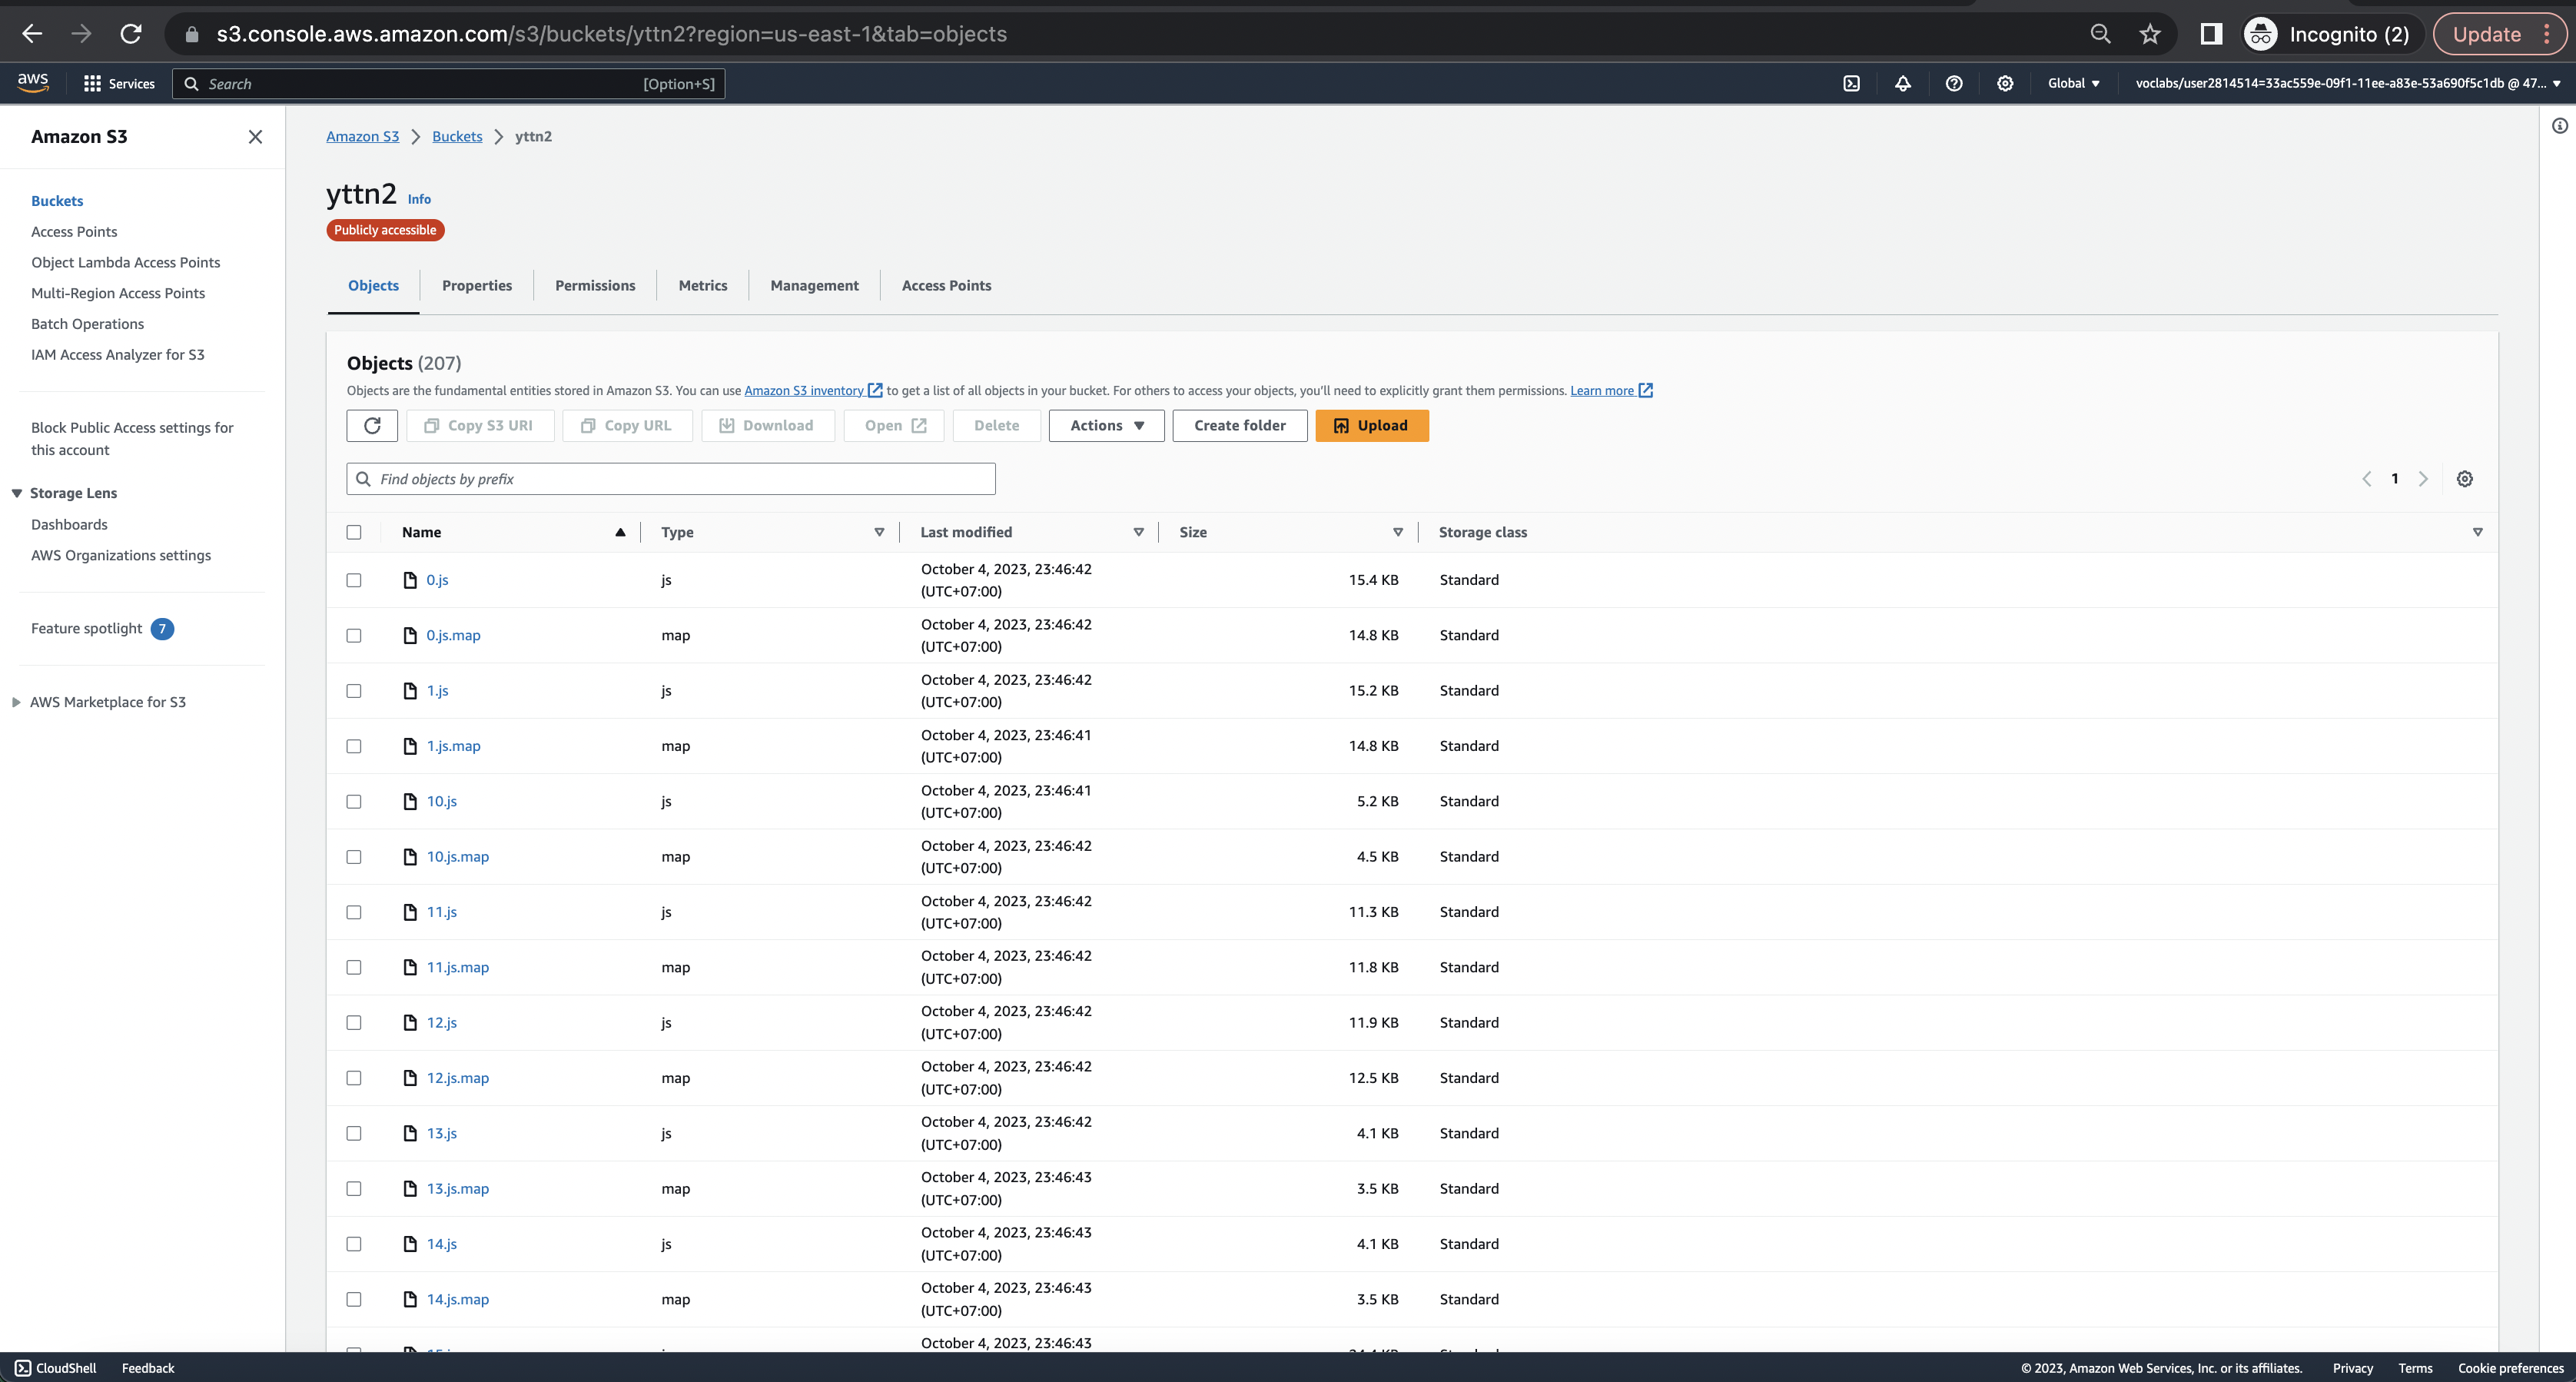 s3.console.aws.amazon.com/s3/buckets/yttn2?region=us-east-1&tab=objects
Incognito (2)
Update
aws
Services
Search
[Option+S]
Global
voclabs/user2814514=33ac559e-09f1-11ee-a83e-53a690f5c1db @ 47...
Amazon S3
Buckets
Access Points
Object Lambda Access Points
Multi-Region Access Points
Batch Operations
IAM Access Analyzer for S3
Block Public Access settings for
this account
Storage Lens
Dashboards
AWS Organizations settings
Feature spotlight 7
AWS Marketplace for S3
Amazon S3 > Buckets > yttn2
yttn2 Info
Publicly accessible
Objects Properties Permissions Metrics Management Access Points
Objects (207)
Objects are the fundamental entities stored in Amazon S3. You can use Amazon S3 inventory to get a list of all objects in your bucket. For others to access your objects, you'll need to explicitly grant them permissions. Learn more
Copy S3 URI Copy URL Download Open Delete Actions Create folder Upload
Find objects by prefix
1
Name Type Last modified Size Storage class
0.js js October 4, 2023, 23:46:42 (UTC+07:00) 15.4 KB Standard
0.js.map map October 4, 2023, 23:46:42 (UTC+07:00) 14.8 KB Standard
1.js js October 4, 2023, 23:46:42 (UTC+07:00) 15.2 KB Standard
1.js.map map October 4, 2023, 23:46:41 (UTC+07:00) 14.8 KB Standard
10.js js October 4, 2023, 23:46:41 (UTC+07:00) 5.2 KB Standard
10.js.map map October 4, 2023, 23:46:42 (UTC+07:00) 4.5 KB Standard
11.js js October 4, 2023, 23:46:42 (UTC+07:00) 11.3 KB Standard
11.js.map map October 4, 2023, 23:46:42 (UTC+07:00) 11.8 KB Standard
12.js js October 4, 2023, 23:46:42 (UTC+07:00) 11.9 KB Standard
12.js.map map October 4, 2023, 23:46:42 (UTC+07:00) 12.5 KB Standard
13.js js October 4, 2023, 23:46:42 (UTC+07:00) 4.1 KB Standard
13.js.map map October 4, 2023, 23:46:43 (UTC+07:00) 3.5 KB Standard
14.js js October 4, 2023, 23:46:43 (UTC+07:00) 4.1 KB Standard
14.js.map map October 4, 2023, 23:46:43 (UTC+07:00) 3.5 KB Standard
October 4, 2023, 23:46:43
CloudShell Feedback
© 2023, Amazon Web Services, Inc. or its affiliates. Privacy Terms Cookie preferences